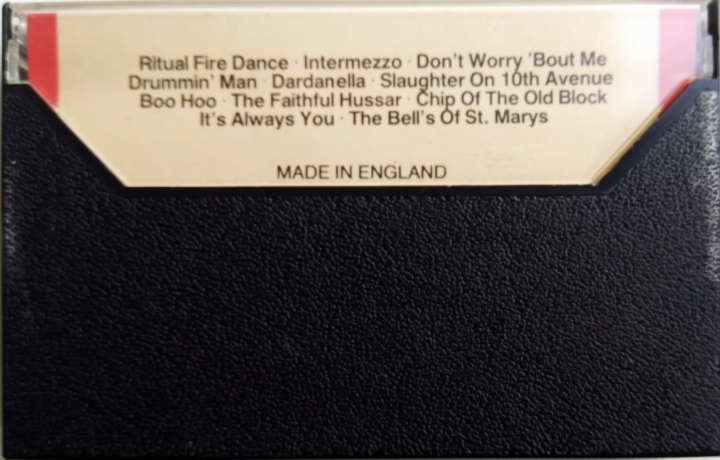 Ritual Fire Dance · Intermezzo · Don't Worry 'Bout Me
Drummin' Man · Dardanella · Slaughter On 10th Avenue
Boo Hoo · The Faithful Hussar · Chip Of The Old Block
It's Always You · The Bell's Of St. Marys
MADE IN ENGLAND